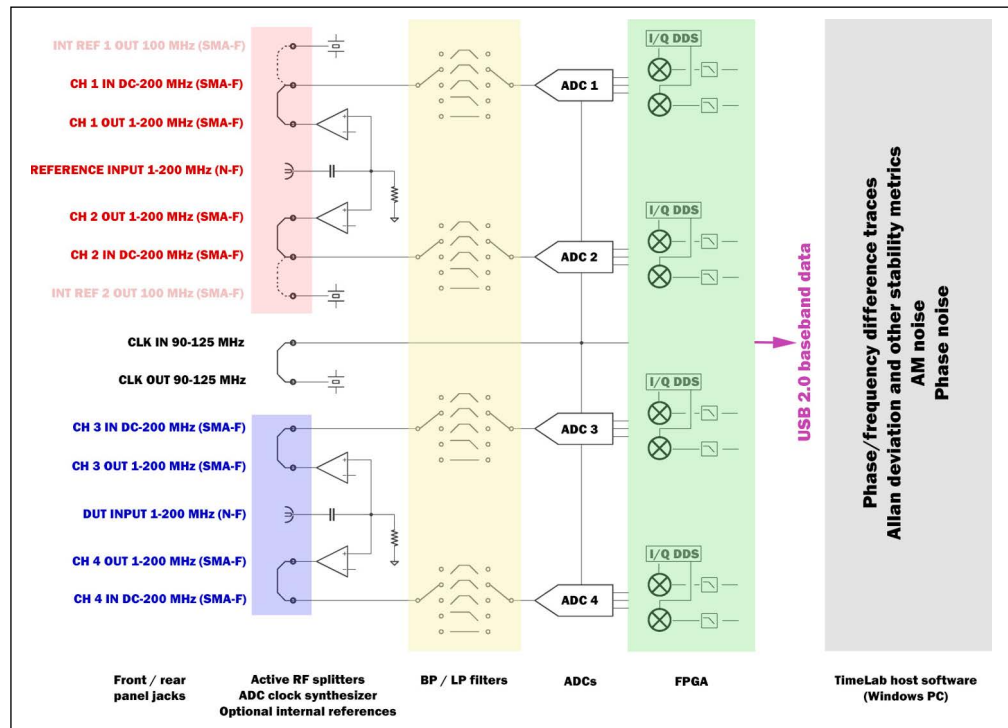 INT REF 1 OUT 100 MHz (SMA-F)
CH 1 IN DC-200 MHz (SMA-F)
CH 1 OUT 1-200 MHz (SMA-F)
REFERENCE INPUT 1-200 MHz (N-F)
CH 2 OUT 1-200 MHz (SMA-F)
CH 2 IN DC-200 MHz (SMA-F)
INT REF 2 OUT 100 MHz (SMA-F)
CLK IN 90-125 MHz
CLK OUT 90-125 MHz
CH 3 IN DC-200 MHz (SMA-F)
CH 3 OUT 1-200 MHz (SMA-F)
DUT INPUT 1-200 MHz (N-F)
CH 4 OUT 1-200 MHz (SMA-F)
CH 4 IN DC-200 MHz (SMA-F)
ADC 1
ADC 2
ADC 3
ADC 4
I/Q DDS
I/Q DDS
I/Q DDS
I/Q DDS
USB 2.0 baseband data
Phase/frequency difference traces
Allan deviation and other stability metrics
AM noise
Phase noise
Front / rear
panel jacks
Active RF splitters
ADC clock synthesizer
Optional internal references
BP / LP filters
ADCs
FPGA
TimeLab host software
(Windows PC)